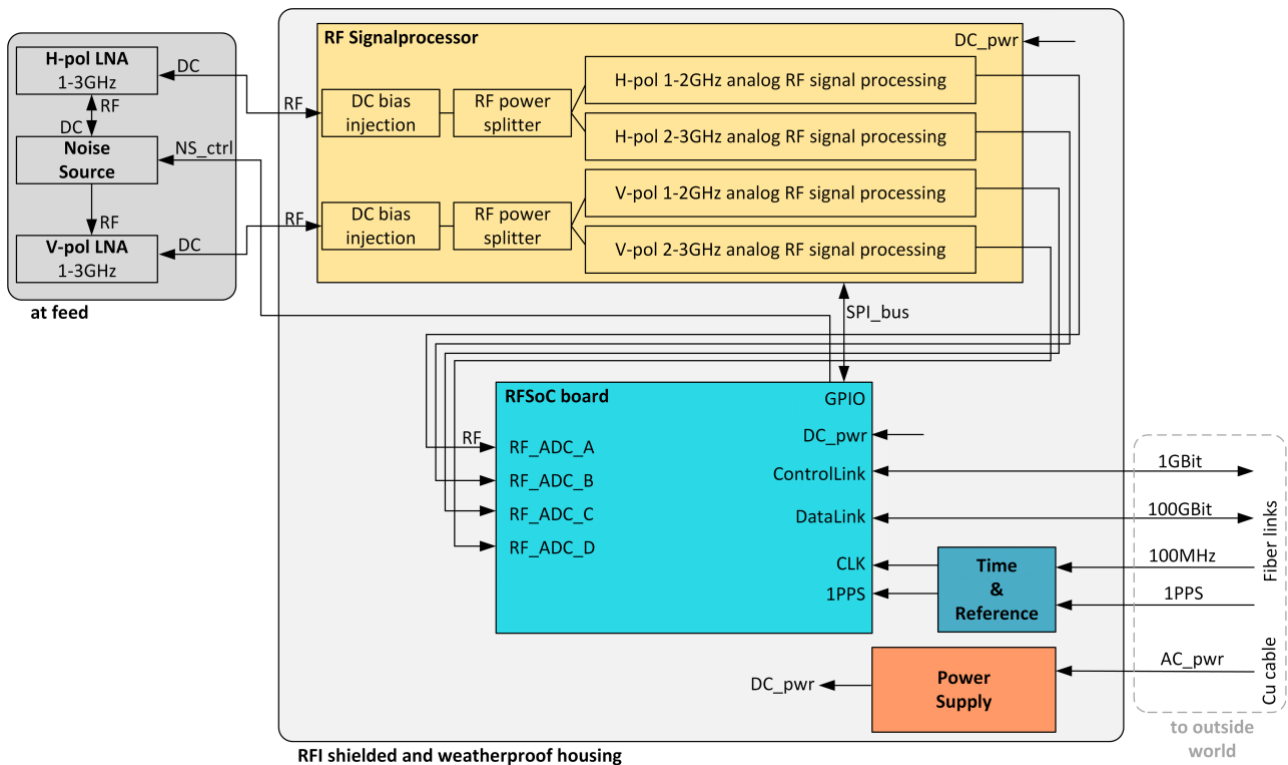 H-pol LNA
1-3GHz
RF
DC
Noise
Source
RF
V-pol LNA
1-3GHz
DC
NS_ctrl
DC
at feed
RF Signalprocessor
DC_pwr
RF
DC bias
injection
RF power
splitter
H-pol 1-2GHz analog RF signal processing
H-pol 2-3GHz analog RF signal processing
RF
DC bias
injection
RF power
splitter
V-pol 1-2GHz analog RF signal processing
V-pol 2-3GHz analog RF signal processing
SPI_bus
RFSoC board
GPIO
RF
RF_ADC_A
RF_ADC_B
RF_ADC_C
RF_ADC_D
DC_pwr
ControlLink
DataLink
CLK
1PPS
Time
&
Reference
Power
Supply
DC_pwr
1GBit
100GBit
100MHz
1PPS
AC_pwr
Fiber links
Cu cable
to outside
world
RFI shielded and weatherproof housing